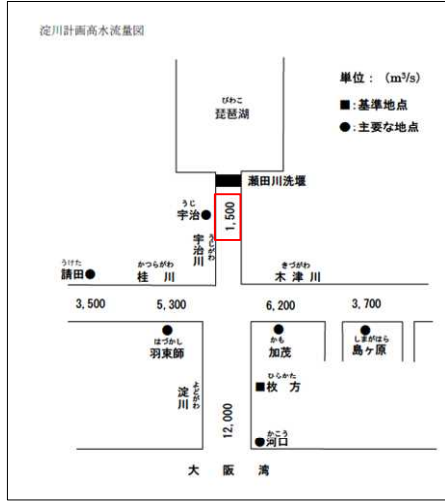 淀川計画高水流量図
単位：（m³/s）
■：基準地点
●：主要な地点
びわこ
琵琶湖
瀬田川洗堰
うじ
宇治●
1,500
うじがわ
宇治川
うけた
請田●
かつらがわ
桂川
きづがわ
木津川
3,500
5,300
6,200
3,700
はづかし
羽束師
かも
加茂
しまがはら
島ヶ原
よどがわ
淀川
12,000
ひらかた
■枚方
かこう
●河口
大阪湾